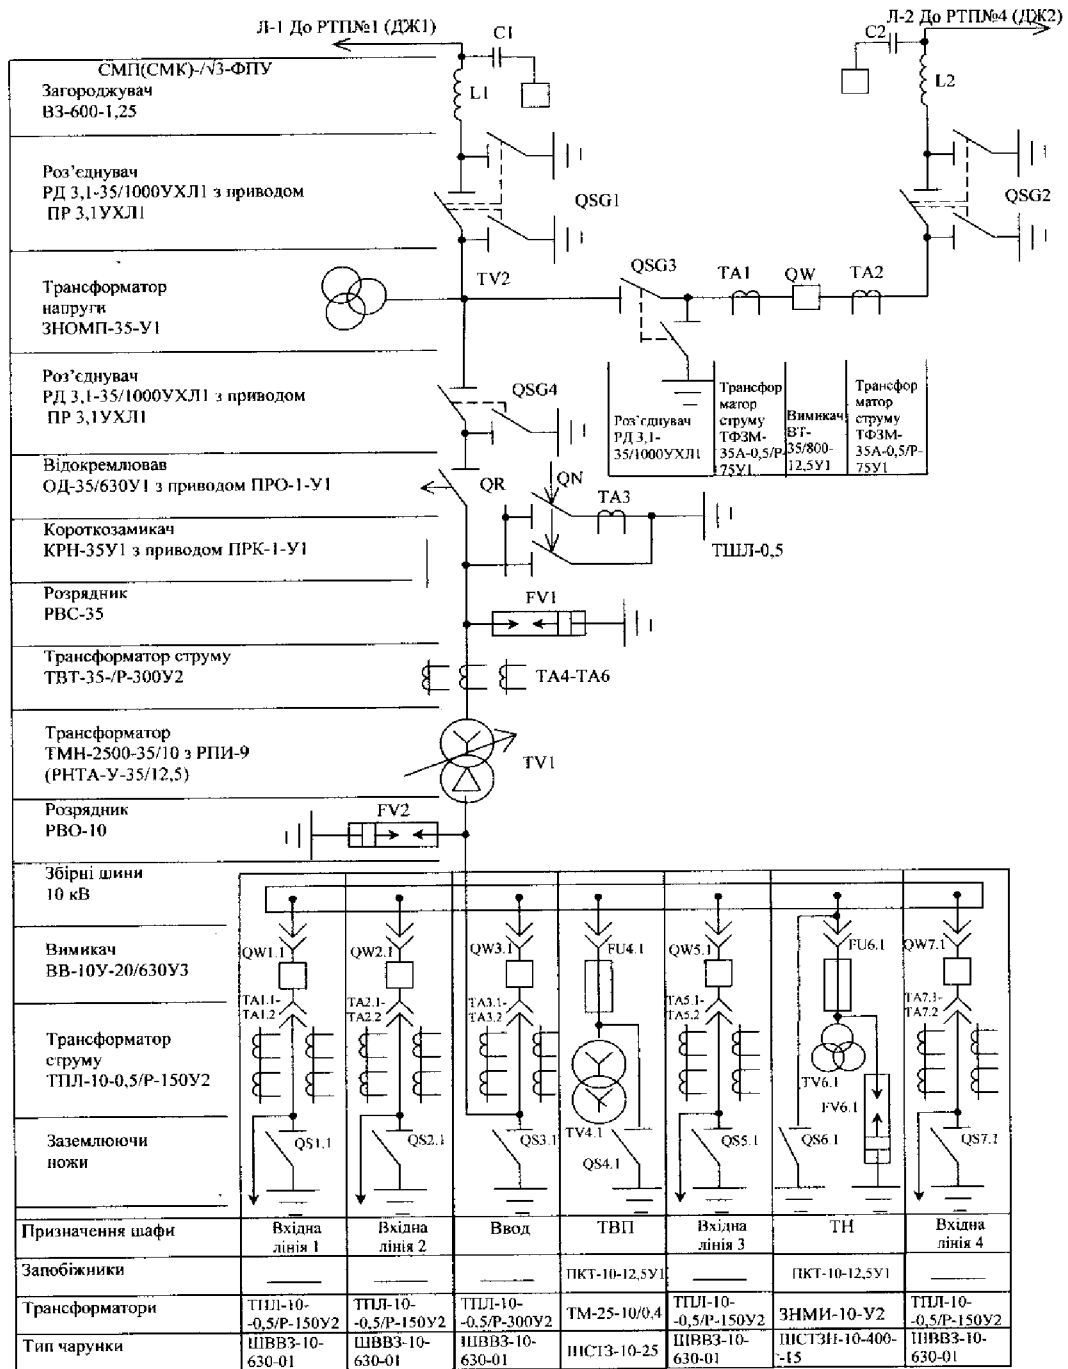 Л-1 До РТП№1 (ДЖ1)
C1
Л-2 До РТП№4 (ДЖ2)
C2
СМП(СМК)-/√3-ФПУ
Загороджувач
ВЗ-600-1,25
L1
L2
Роз'єднувач
РД 3,1-35/1000УХЛ1 з приводом
ПР 3,1УХЛ1
QSG1
QSG2
Трансформатор
напруги
ЗНОМП-35-У1
TV2
QSG3
TA1
QW
TA2
Роз'єднувач
РД 3,1-35/1000УХЛ1 з приводом
ПР 3,1УХЛ1
QSG4
Роз'єднувач
РД 3,1-
35/1000УХЛ1
Трансфор
матор
струму
ТФЗМ-
35А-0,5/Р-
75У1
Вимикач
ВТ-
35/800-
12,5У1
Трансфор
матор
струму
ТФЗМ-
35А-0,5/Р-
75У1
Відокремлював
ОД-35/630У1 з приводом ПРО-1-У1
QR
QN
TA3
Короткозамикач
КРН-35У1 з приводом ПРК-1-У1
ТШЛ-0,5
Розрядник
РВС-35
FV1
Трансформатор струму
ТВТ-35-/Р-300У2
TA4-TA6
Трансформатор
ТМН-2500-35/10 з РПИ-9
(РНТА-У-35/12,5)
TV1
Розрядник
РВО-10
FV2
Збірні шини
10 кВ
Вимикач
ВВ-10У-20/630У3
QW1.1
QW2.1
QW3.1
FU4.1
QW5.1
FU6.1
QW7.1
Трансформатор
струму
ТПЛ-10-0,5/Р-150У2
TA1.1-
TA1.2
TA2.1-
TA2.2
TA3.1-
TA3.2
TA5.1-
TA5.2
TA7.1-
TA7.2
TV6.1
FV6.1
Заземлюючи
ножи
QS1.1
QS2.1
QS3.1
TV4.1
QS4.1
QS5.1
QS6.1
QS7.1
Призначення шафи
Вхідна
лінія 1
Вхідна
лінія 2
Ввод
ТВП
Вхідна
лінія 3
ТН
Вхідна
лінія 4
Запобіжники
ПКТ-10-12,5У1
ПКТ-10-12,5У1
Трансформатори
ТПЛ-10-
-0,5/Р-150У2
ТПЛ-10-
-0,5/Р-150У2
ТПЛ-10-
-0,5/Р-300У2
ТМ-25-10/0,4
ТПЛ-10-
-0,5/Р-150У2
ЗНМИ-10-У2
ТПЛ-10-
-0,5/Р-150У2
Тип чарунки
ШВВЗ-10-
630-01
ШВВЗ-10-
630-01
ШВВЗ-10-
630-01
ШСТЗ-10-25
ШВВЗ-10-
630-01
ШСТЗН-10-400-
-15
ШВВЗ-10-
630-01